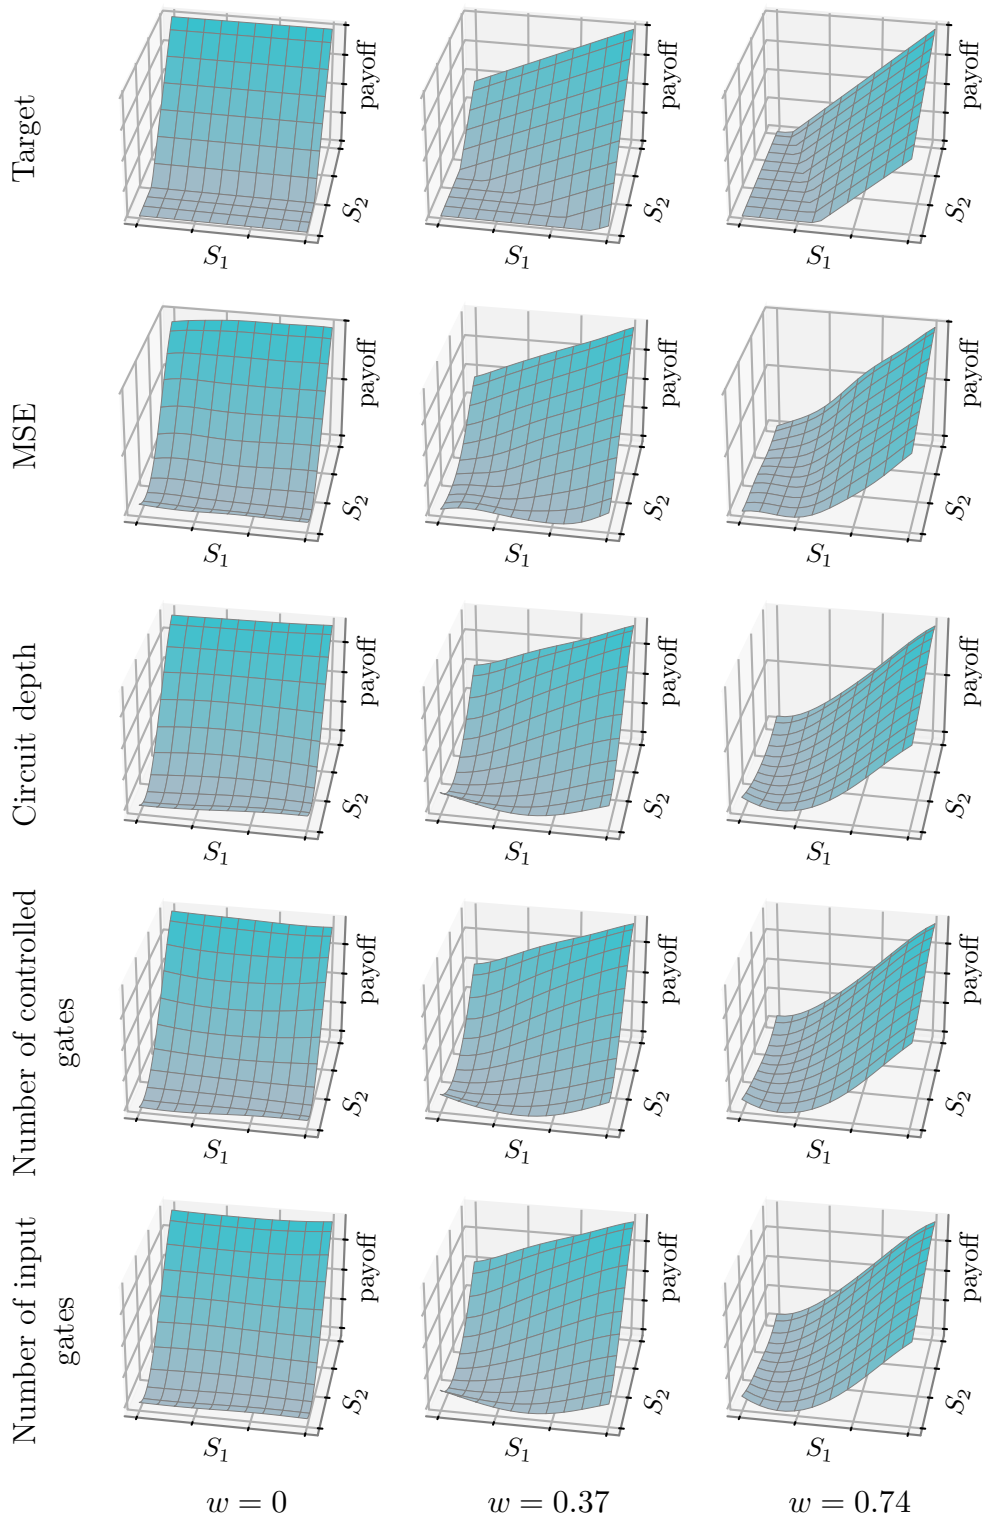 Target
payoff
S₂
S₁
payoff
S₂
S₁
payoff
S₂
S₁
MSE
payoff
S₂
S₁
payoff
S₂
S₁
payoff
S₂
S₁
Circuit depth
payoff
S₂
S₁
payoff
S₂
S₁
payoff
S₂
S₁
Number of controlled
gates
payoff
S₂
S₁
payoff
S₂
S₁
payoff
S₂
S₁
Number of input
gates
payoff
S₂
S₁
payoff
S₂
S₁
payoff
S₂
S₁
w = 0
w = 0.37
w = 0.74